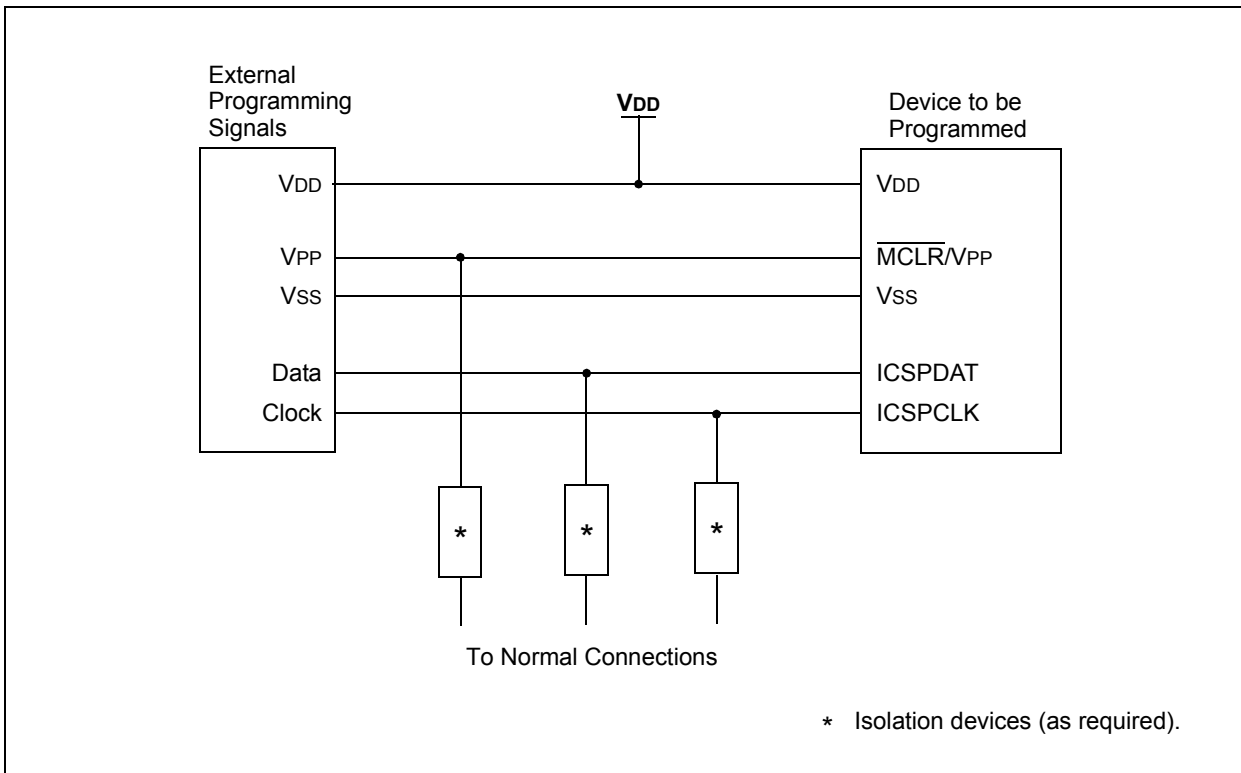 External
Programming
Signals
VDD
Device to be
Programmed
VDD
VDD
VPP
MCLR/VPP
VSS
VSS
Data
ICSPDAT
Clock
ICSPCLK
*
*
*
To Normal Connections
* Isolation devices (as required).